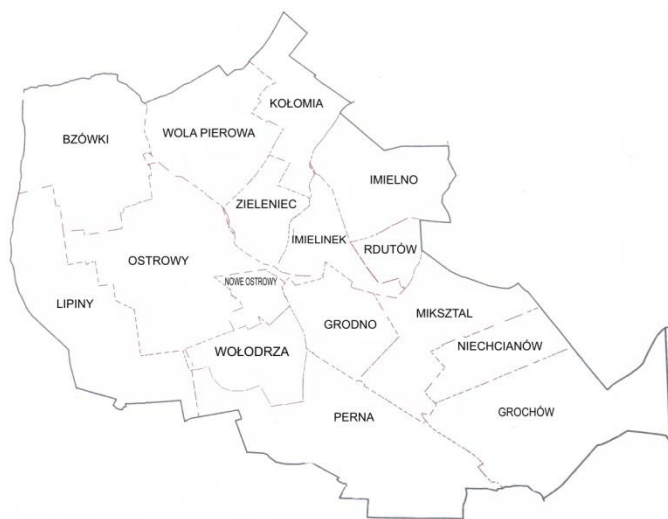 KOŁOMIA
WOLA PIEROWA
BZÓWKI
IMIELNO
ZIELENIEC
IMIELINEK
RDUTÓW
OSTROWY
NOWE OSTROWY
LIPINY
MIKSZTAL
GRODNO
NIECHCIANÓW
WOŁODRZA
GROCHÓW
PERNA